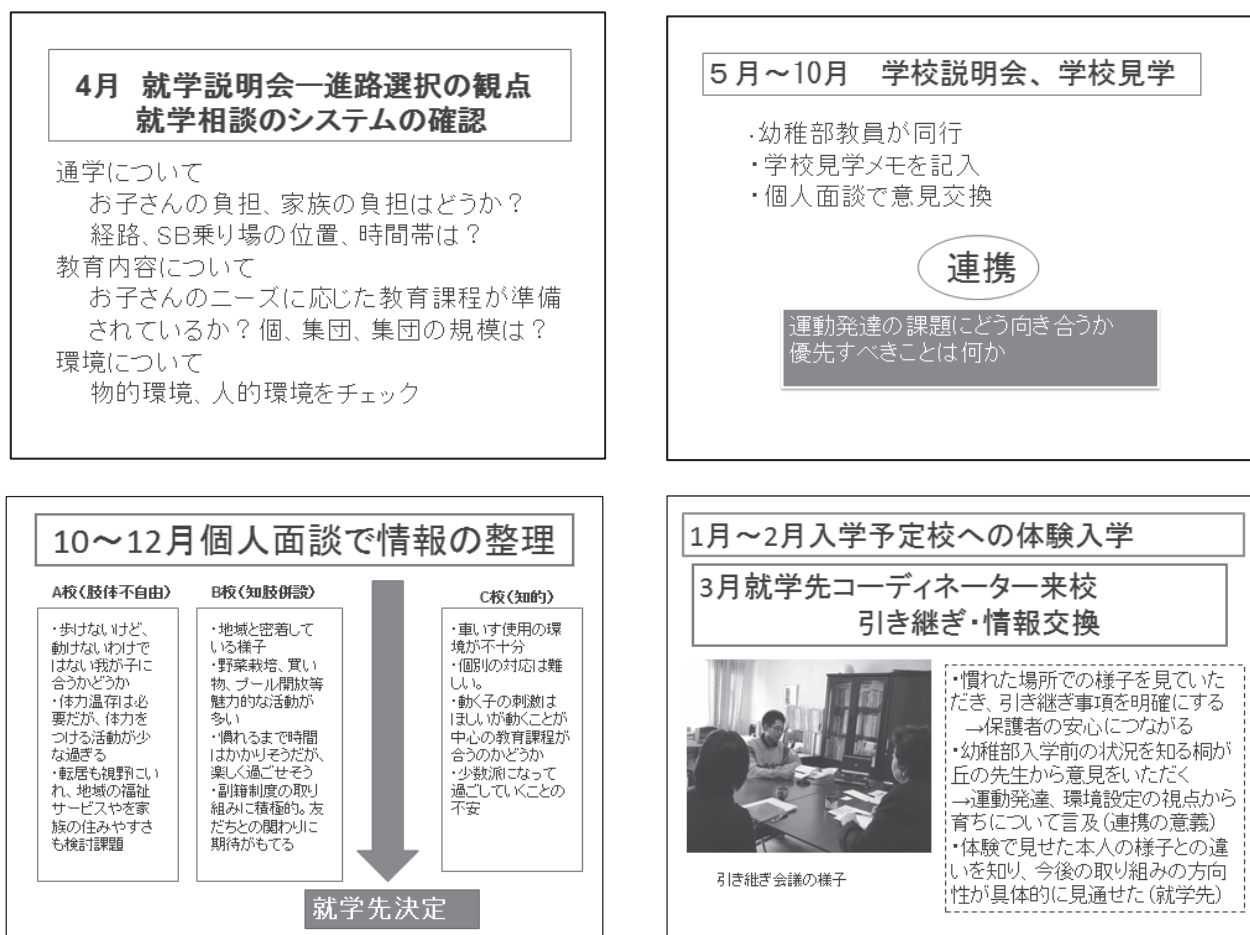 4月 就学説明会―進路選択の観点
就学相談のシステムの確認
通学について
お子さんの負担、家族の負担はどうか？
経路、SB乗り場の位置、時間帯は？
教育内容について
お子さんのニーズに応じた教育課程が準備
されているか？個、集団、集団の規模は？
環境について
物的環境、人的環境をチェック
５月～10月　学校説明会、学校見学
・幼稚部教員が同行
・学校見学メモを記入
・個人面談で意見交換
連携
運動発達の課題にどう向き合うか
優先すべきことは何か
10～12月個人面談で情報の整理
A校(肢体不自由)
・歩けないけど、
動けないわけで
はない我が子に
合うかどうか
・体力温存は必
要だが、体力を
つける活動が少
な過ぎる
・転居も視野にい
れ、地域の福祉
サービスやを家
族の住みやすさ
も検討課題
B校(知肢併設)
・地域と密着して
いる様子
・野菜栽培、買い
物、プール開放等
魅力的な活動が
多い
・慣れるまで時間
はかかりそうだが、
楽しく過ごせそう
・副籍制度の取り
組みに積極的。友
だちとの関わりに
期待がもてる
C校(知的)
・車いす使用の環
境が不十分
・個別の対応は難
しい。
・動く子の刺激は
ほしいが動くことが
中心の教育課程が
合うのかどうか
・少数派になって
過ごしていくことの
不安
就学先決定
1月～2月入学予定校への体験入学
3月就学先コーディネーター来校
引き継ぎ・情報交換
引き継ぎ会議の様子
・慣れた場所での様子を見ていた
だき、引き継ぎ事項を明確にする
→保護者の安心につながる
・幼稚部入学前の状況を知る桐が
丘の先生から意見をいただく
→運動発達、環境設定の視点から
育ちについて言及(連携の意義)
・体験で見せた本人の様子との違
いを知り、今後の取り組みの方向
性が具体的に見通せた(就学先)